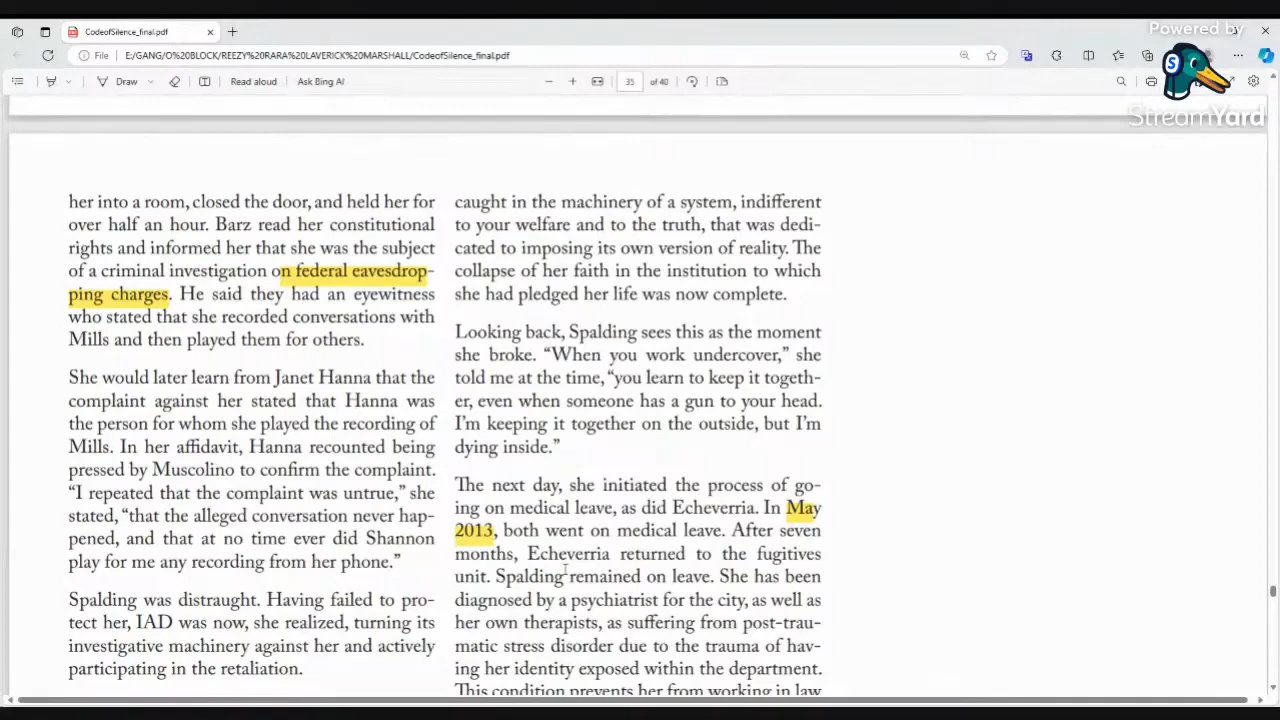 Powered by
CodeofSilence_final.pdf
File
E:/GANG/O%20BLOCK/REEZY%20RARA%20LAVERICK%20MARSHALL/CodeofSilence_final.pdf
Draw
Read aloud
Ask Bing AI
35
of 40
StreamYard
her into a room, closed the door, and held her for
over half an hour. Barz read her constitutional
rights and informed her that she was the subject
of a criminal investigation on federal eavesdrop-
ping charges. He said they had an eyewitness
who stated that she recorded conversations with
Mills and then played them for others.
She would later learn from Janet Hanna that the
complaint against her stated that Hanna was
the person for whom she played the recording of
Mills. In her affidavit, Hanna recounted being
pressed by Muscolino to confirm the complaint.
“I repeated that the complaint was untrue,” she
stated, “that the alleged conversation never hap-
pened, and that at no time ever did Shannon
play for me any recording from her phone.”
Spalding was distraught. Having failed to pro-
tect her, IAD was now, she realized, turning its
investigative machinery against her and actively
participating in the retaliation.
caught in the machinery of a system, indifferent
to your welfare and to the truth, that was dedi-
cated to imposing its own version of reality. The
collapse of her faith in the institution to which
she had pledged her life was now complete.
Looking back, Spalding sees this as the moment
she broke. “When you work undercover,” she
told me at the time, “you learn to keep it togeth-
er, even when someone has a gun to your head.
I’m keeping it together on the outside, but I’m
dying inside.”
The next day, she initiated the process of go-
ing on medical leave, as did Echeverria. In May
2013, both went on medical leave. After seven
months, Echeverria returned to the fugitives
unit. Spalding remained on leave. She has been
diagnosed by a psychiatrist for the city, as well as
her own therapists, as suffering from post-trau-
matic stress disorder due to the trauma of hav-
ing her identity exposed within the department.
This condition prevents her from working in law